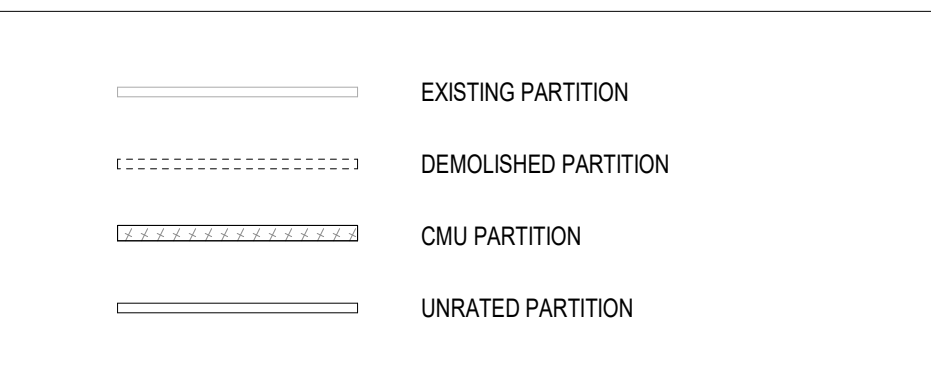 EXISTING PARTITION
DEMOLISHED PARTITION
CMU PARTITION
UNRATED PARTITION